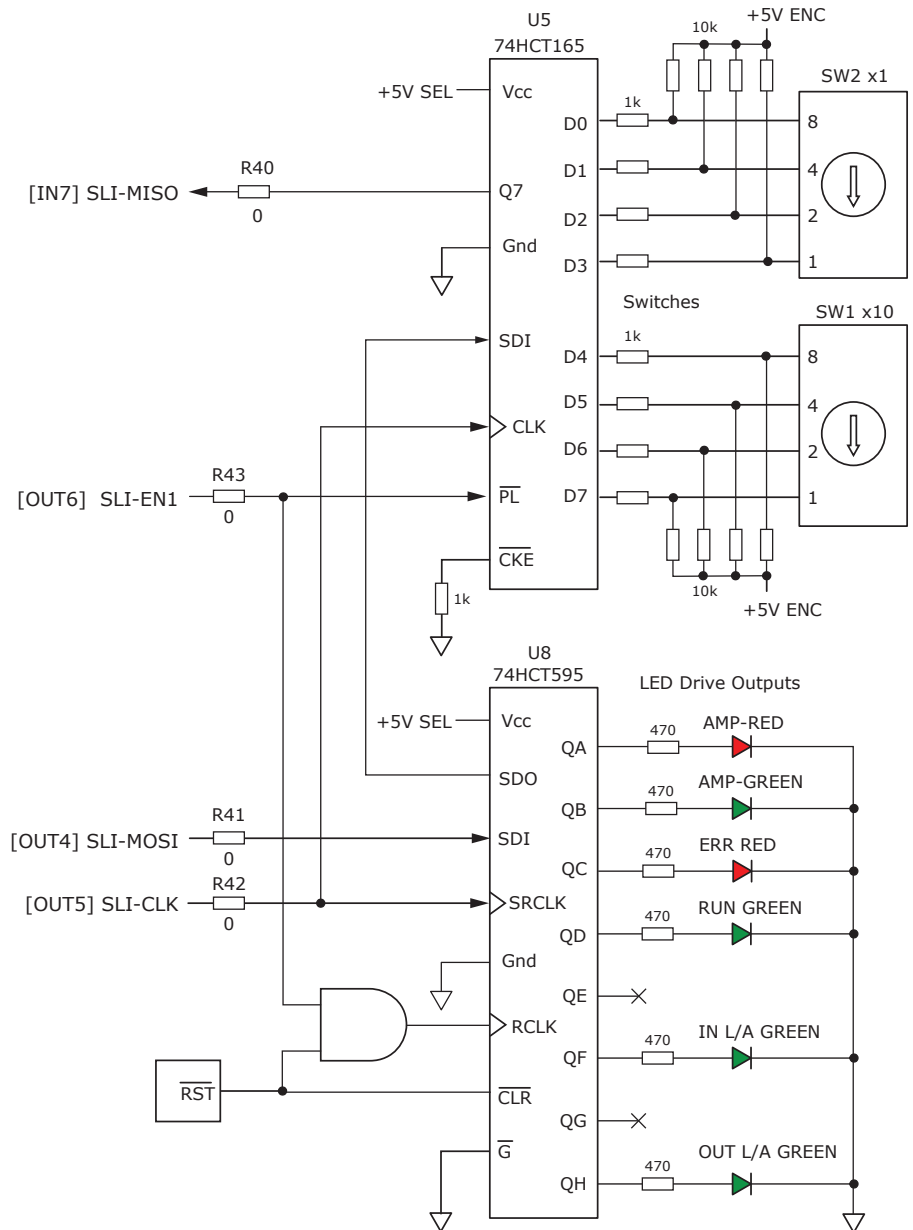 U5
74HCT165
+5V ENC
10k
SW2 x1
+5V SEL
Vcc
1k
D0
8
D1
4
R40
[IN7] SLI-MISO
Q7
0
D2
2
Gnd
D3
1
Switches
SW1 x10
1k
SDI
D4
8
D5
4
CLK
D6
2
R43
[OUT6] SLI-EN1
PL
0
D7
1
CKE
1k
10k
+5V ENC
U8
74HCT595
LED Drive Outputs
+5V SEL
Vcc
AMP-RED
470
QA
SDO
AMP-GREEN
470
QB
R41
[OUT4] SLI-MOSI
SDI
0
ERR RED
470
QC
R42
[OUT5] SLI-CLK
SRCLK
0
RUN GREEN
470
QD
Gnd
QE
RCLK
IN L/A GREEN
470
QF
RST
CLR
QG
G
OUT L/A GREEN
470
QH